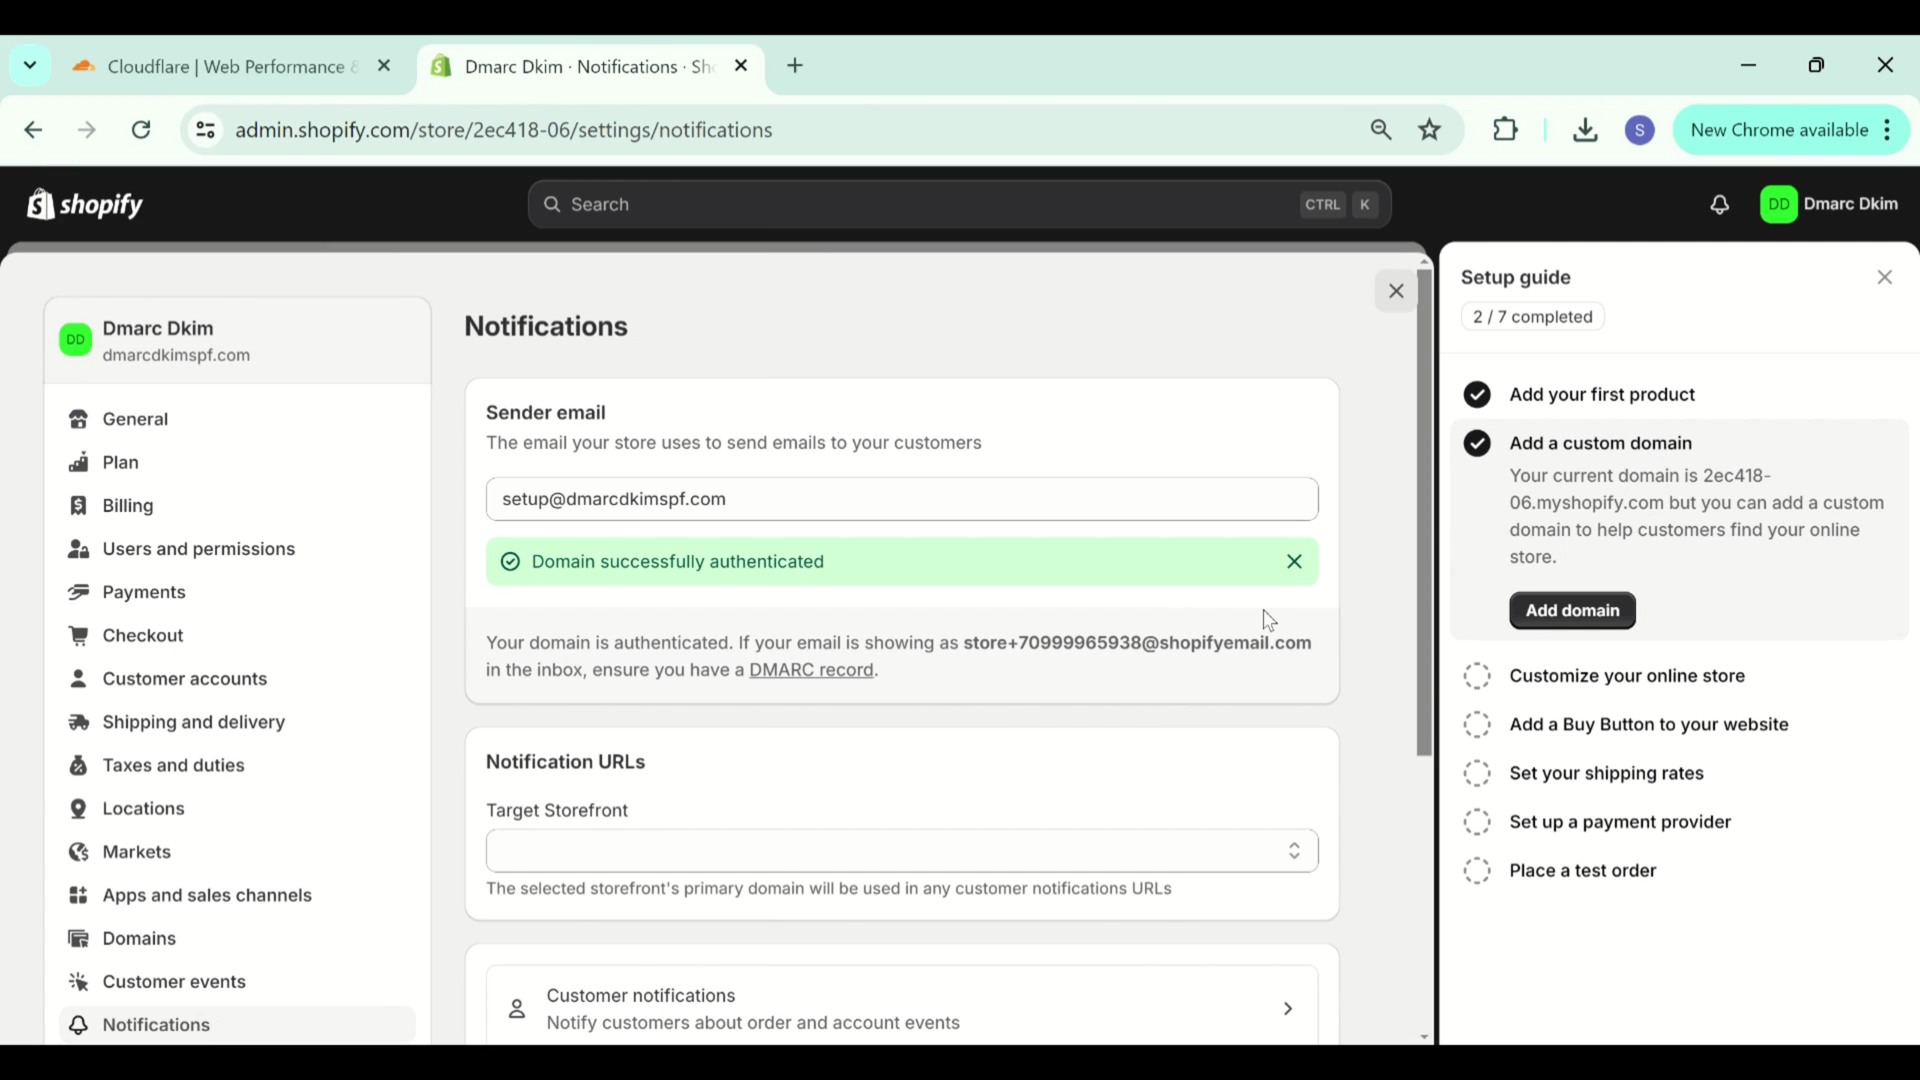 Cloudflare | Web Performance &
Dmarc Dkim · Notifications · Sho
admin.shopify.com/store/2ec418-06/settings/notifications
S
New Chrome available
shopify
Search
CTRL K
DD Dmarc Dkim
DD
Dmarc Dkim
dmarcdkimspf.com
General
Plan
Billing
Users and permissions
Payments
Checkout
Customer accounts
Shipping and delivery
Taxes and duties
Locations
Markets
Apps and sales channels
Domains
Customer events
Notifications
Notifications
Sender email
The email your store uses to send emails to your customers
setup@dmarcdkimspf.com
Domain successfully authenticated
Your domain is authenticated. If your email is showing as store+70999965938@shopifyemail.com
in the inbox, ensure you have a DMARC record.
Notification URLs
Target Storefront
The selected storefront's primary domain will be used in any customer notifications URLs
Customer notifications
Notify customers about order and account events
Setup guide
2 / 7 completed
Add your first product
Add a custom domain
Your current domain is 2ec418-
06.myshopify.com but you can add a custom
domain to help customers find your online
store.
Add domain
Customize your online store
Add a Buy Button to your website
Set your shipping rates
Set up a payment provider
Place a test order